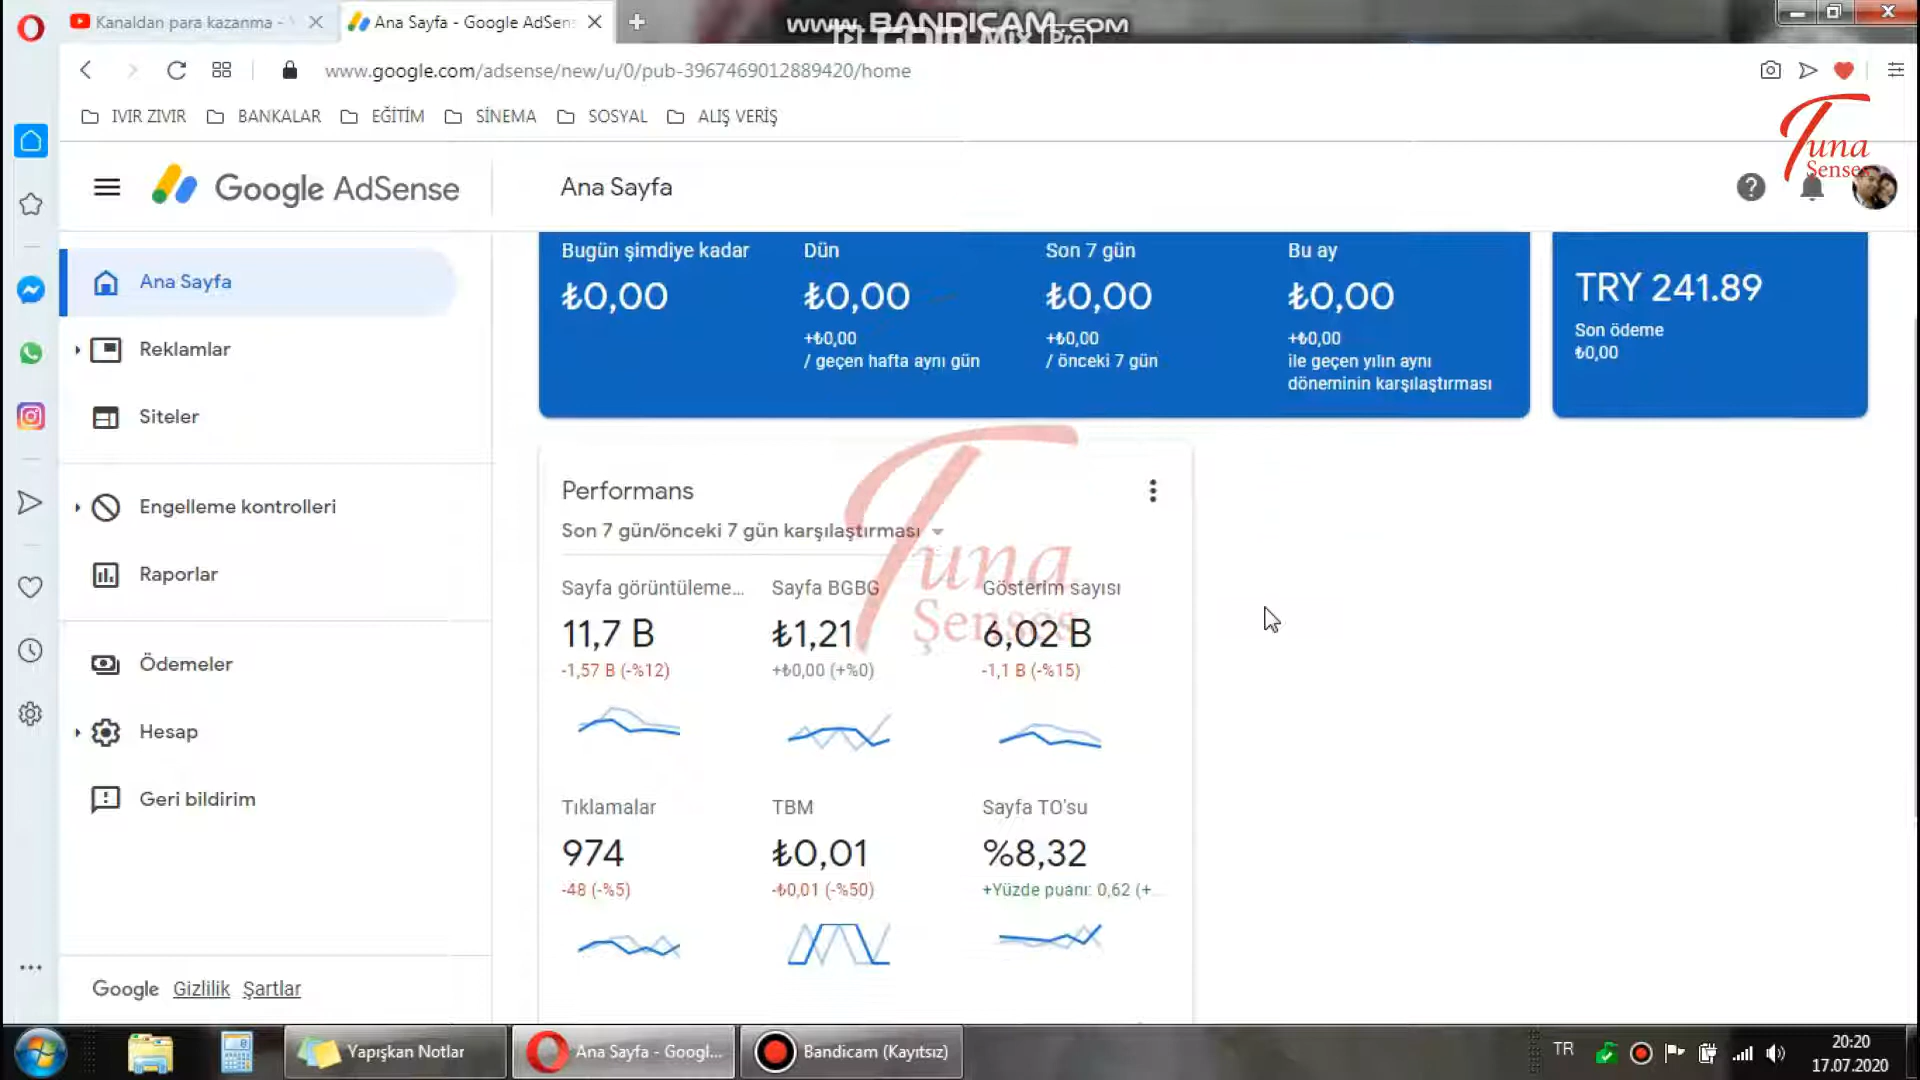 Kanaldan para kazanma -
Ana Sayfa - Google AdSens
www.BANDICAM.com
www.google.com/adsense/new/u/0/pub-3967469012889420/home
IVIR ZIVIR
BANKALAR
EĞİTİM
SİNEMA
SOSYAL
ALIŞ VERİŞ
Tuna
Şenses
Google AdSense
Ana Sayfa
Ana Sayfa
Reklamlar
Siteler
Engelleme kontrolleri
Raporlar
Ödemeler
Hesap
Geri bildirim
Google Gizlilik Şartlar
Bugün şimdiye kadar
₺0,00
Dün
₺0,00
+₺0,00
/ geçen hafta aynı gün
Son 7 gün
₺0,00
+₺0,00
/ önceki 7 gün
Bu ay
₺0,00
+₺0,00
ile geçen yılın aynı
döneminin karşılaştırması
TRY 241.89
Son ödeme
₺0,00
Performans
Son 7 gün/önceki 7 gün karşılaştırması
Tuna
Şenses
Sayfa görüntüleme...
11,7 B
-1,57 B (-%12)
Sayfa BGBG
₺1,21
+₺0,00 (+%0)
Gösterim sayısı
6,02 B
-1,1 B (-%15)
Tıklamalar
974
-48 (-%5)
TBM
₺0,01
-₺0,01 (-%50)
Sayfa TO'su
%8,32
+Yüzde puanı: 0,62 (+...
Yapışkan Notlar
Ana Sayfa - Googl...
Bandicam (Kayıtsız)
TR
20:20
17.07.2020